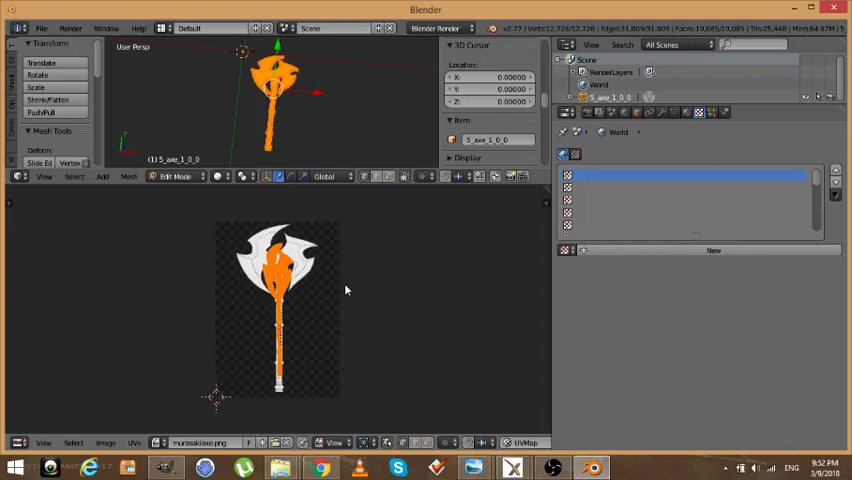 Blender
File Render Window Help Default Scene Blender Render v2.77 | Verts:12,726/12,726 | Edges:31,809/31,809 | Faces:19,085/19,085 | Tris:25,448 | Mem:64.97M
Transform
Translate
Rotate
Scale
Shrink/Fatten
Push/Pull
Mesh Tools
Deform:
Slide Ed Vertex
User Persp
(1) 5_axe_1_0_0
3D Cursor
Location:
X: 0.00000
Y: 0.00000
Z: 0.00000
Item
5_axe_1_0_0
Display
View Search All Scenes
Scene
RenderLayers
World
5_axe_1_0_0
World
View Select Add Mesh Edit Mode Global
New
View Image UVs murasakiaxe.png F View UVMap
ENG
9:52 PM
3/9/2018